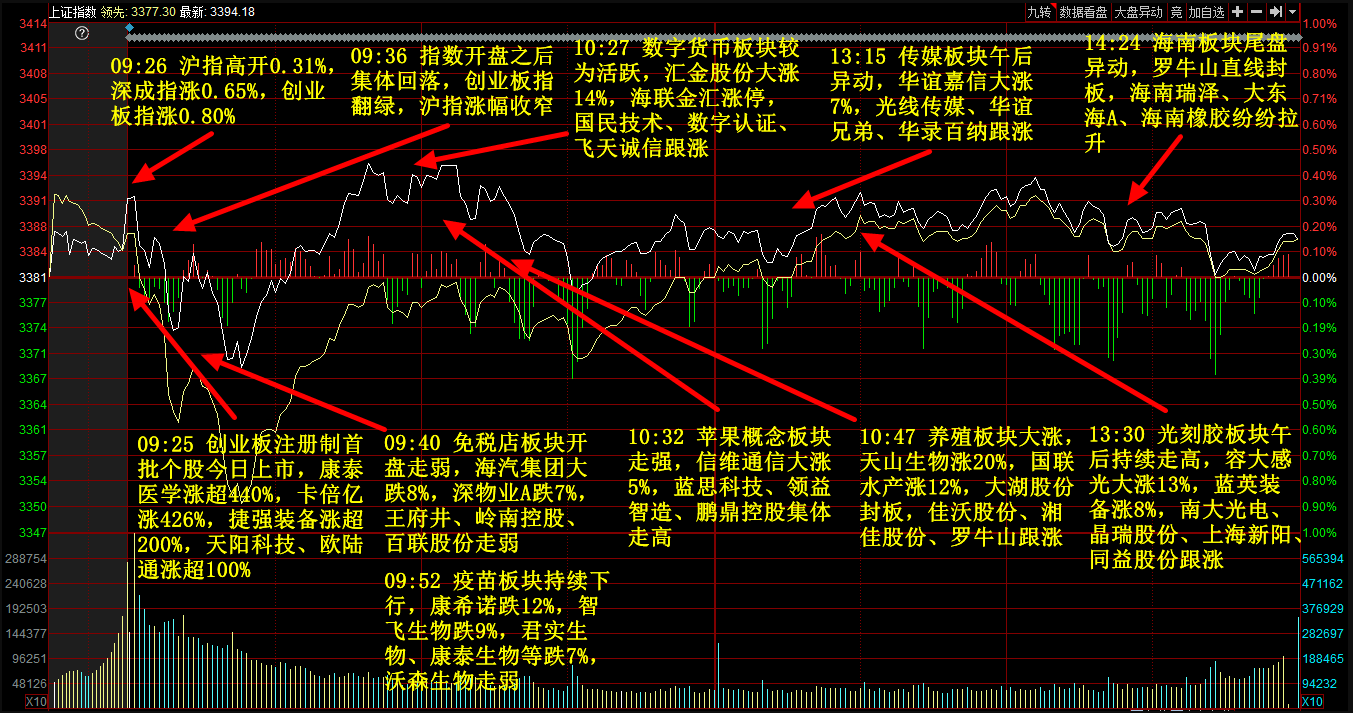 上证指数 领先: 3377.30 最新: 3394.18
九转 数据看盘 大盘异动 竞 加自选
3414
3411
3408
3405
3401
3398
3394
3391
3388
3384
3381
3377
3374
3371
3367
3364
3361
3357
3354
3350
3347
288754
240628
192503
144377
96251
48126
X10
09:26 沪指高开0.31%,
深成指涨0.65%, 创业
板指涨0.80%
09:36 指数开盘之后
集体回落, 创业板指
翻绿, 沪指涨幅收窄
10:27 数字货币板块较
为活跃, 汇金股份大涨
14%, 海联金汇涨停,
国民技术、数字认证、
飞天诚信跟涨
13:15 传媒板块午后
异动, 华谊嘉信大涨
7%, 光线传媒、华谊
兄弟、华录百纳跟涨
14:24 海南板块尾盘
异动, 罗牛山直线封
板, 海南瑞泽、大东
海A、海南橡胶纷纷拉
升
09:25 创业板注册制首
批个股今日上市, 康泰
医学涨超440%, 卡倍亿
涨426%, 捷强装备涨超
200%, 天阳科技、欧陆
通涨超100%
09:40 免税店板块开
盘走弱, 海汽集团大
跌8%, 深物业A跌7%,
王府井、岭南控股、
百联股份走弱
09:52 疫苗板块持续下
行, 康希诺跌12%, 智
飞生物跌9%, 君实生
物、康泰生物等跌7%,
沃森生物走弱
10:32 苹果概念板块
走强, 信维通信大涨
5%, 蓝思科技、领益
智造、鹏鼎控股集体
走高
10:47 养殖板块大涨,
天山生物涨20%, 国联
水产涨12%, 大湖股份
封板, 佳沃股份、湘
佳股份、罗牛山跟涨
13:30 光刻胶板块午
后持续走高, 容大感
光大涨13%, 蓝英装
备涨8%, 南大光电、
晶瑞股份、上海新阳、
同益股份跟涨
1.00%
0.91%
0.80%
0.71%
0.60%
0.50%
0.40%
0.30%
0.20%
0.10%
0.00%
0.10%
0.19%
0.30%
0.39%
0.50%
0.60%
0.70%
0.80%
0.90%
1.00%
565394
471162
376929
282697
188465
94232
X10